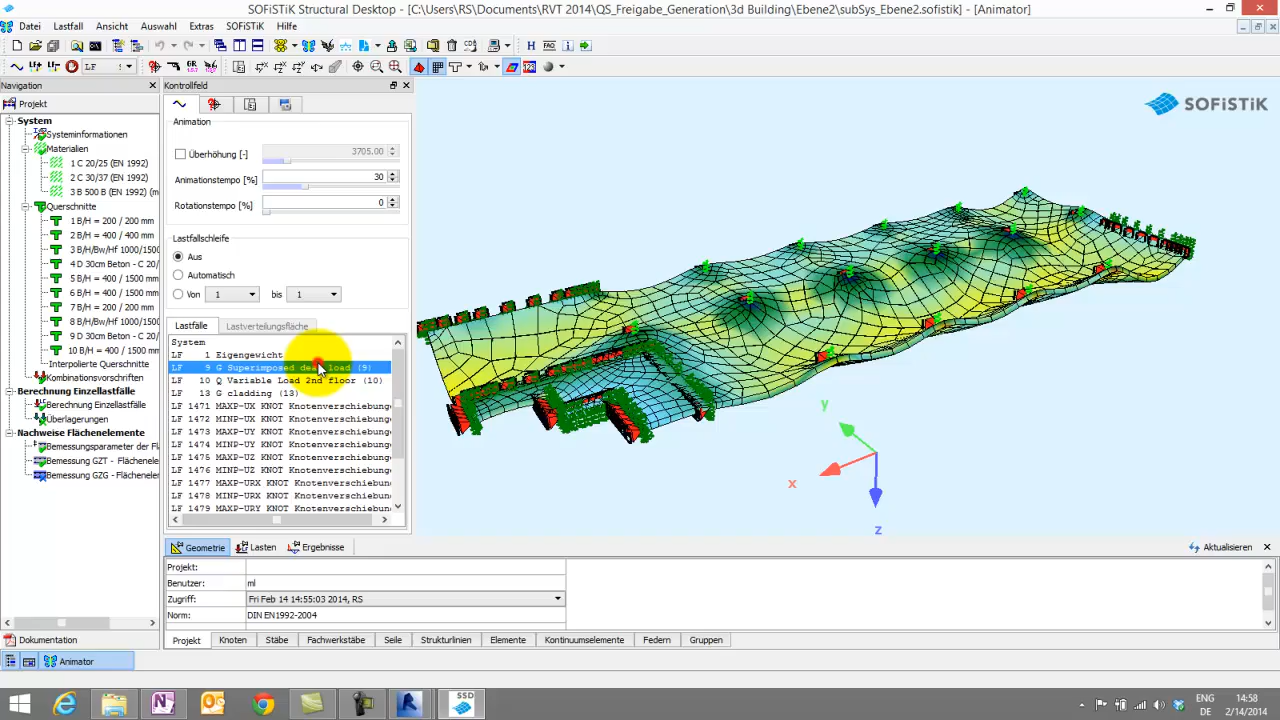 SOFiSTiK Structural Desktop - [C:\Users\RS\Documents\RVT 2014\QS_Freigabe_Generation\3d Building\Ebene2\subSys_Ebene2.sofistik] - [Animator]
Datei Lastfall Ansicht Auswahl Extras SOFiSTiK Hilfe
LF
Navigation
Projekt
System
Systeminformationen
Materialien
1 C 20/25 (EN 1992)
2 C 30/37 (EN 1992)
3 B 500 B (EN 1992) (m
Querschnitte
1 B/H = 200 / 200 mm
2 B/H = 400 / 400 mm
3 B/H/Bw/Hf 1000/1500
4 D 30cm Beton - C 20/
5 B/H = 400 / 400 mm
6 B/H = 400 / 400 mm
7 B/H = 200 / 200 mm
8 B/H/Bw/Hf 1000/1500
9 D 30cm Beton - C 20/
10 B/H = 400 / 400 mm
Interpolierte Querschnitte
Kombinationsvorschriften
Berechnung Einzellastfälle
Berechnung Einzellastfälle
Überlagerungen
Nachweise Flächenelemente
Bemessungsparameter der Fl
Bemessung GZT - Flächenele
Bemessung GZG - Flächenele
Dokumentation
Animator
Kontrollfeld
Animation
Überhöhung [-] 3705.00
Animationstempo [%] 30
Rotationstempo [%] 0
Lastfallschleife
Aus
Automatisch
Von 1 bis 1
Lastfälle Lastverteilungsfläche
System
LF 1 Eigengewicht
LF 9 G Superimposed dead load (9)
LF 10 Q Variable Load 2nd floor (10)
LF 13 G cladding (13)
LF 1471 MAXP-UX KNOT Knotenverschiebung
LF 1472 MINP-UX KNOT Knotenverschiebung
LF 1473 MAXP-UY KNOT Knotenverschiebung
LF 1474 MINP-UY KNOT Knotenverschiebung
LF 1475 MAXP-UZ KNOT Knotenverschiebung
LF 1476 MINP-UZ KNOT Knotenverschiebung
LF 1477 MAXP-URX KNOT Knotenverschiebun
LF 1478 MINP-URX KNOT Knotenverschiebun
LF 1479 MAXP-URY KNOT Knotenverschiebun
SOFiSTiK
y
x
z
Geometrie Lasten Ergebnisse
Aktualisieren
Projekt:
Benutzer: ml
Zugriff: Fri Feb 14 14:55:03 2014, RS
Norm: DIN EN1992-2004
Projekt Knoten Stäbe Fachwerkstäbe Seile Strukturlinien Elemente Kontinuumselemente Federn Gruppen
SSD
ENG
DE
14:58
2/14/2014